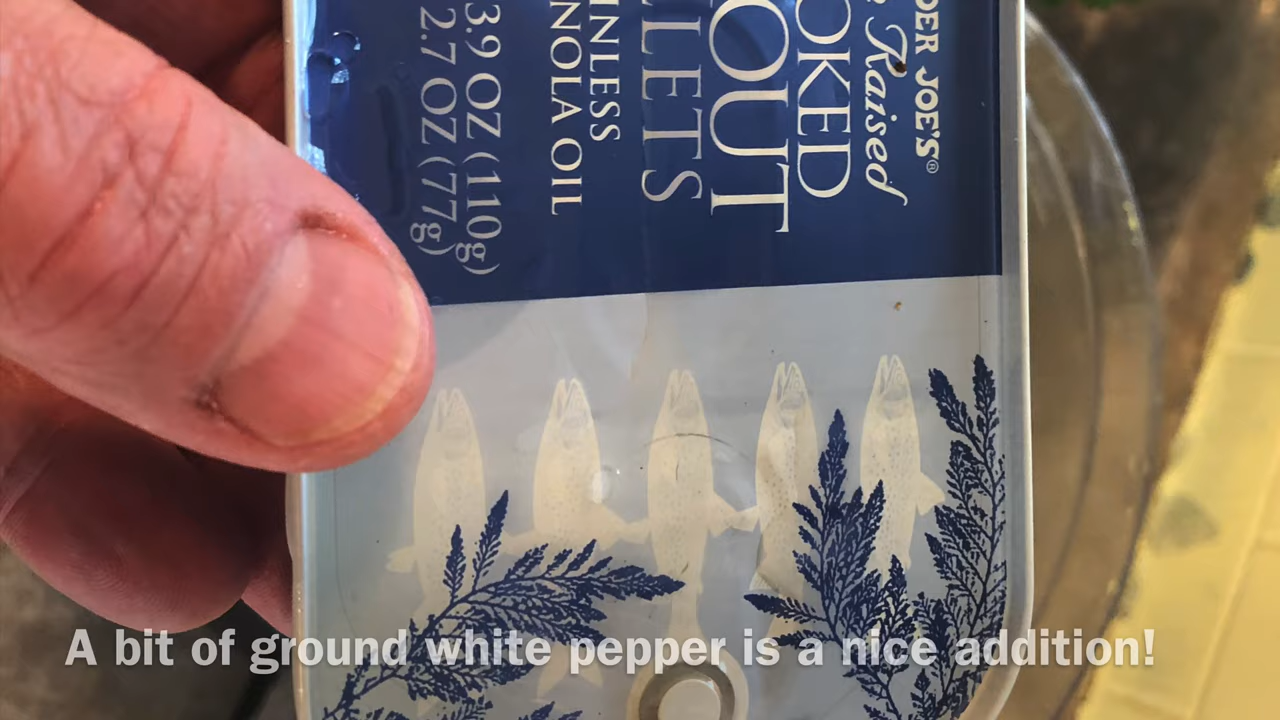 DER JOE'S®
Raised
OKED
OUT
LETS
INLESS
NOLA OIL
3.9 OZ (110g)
2.7 OZ (77g)
A bit of ground white pepper is a nice addition!